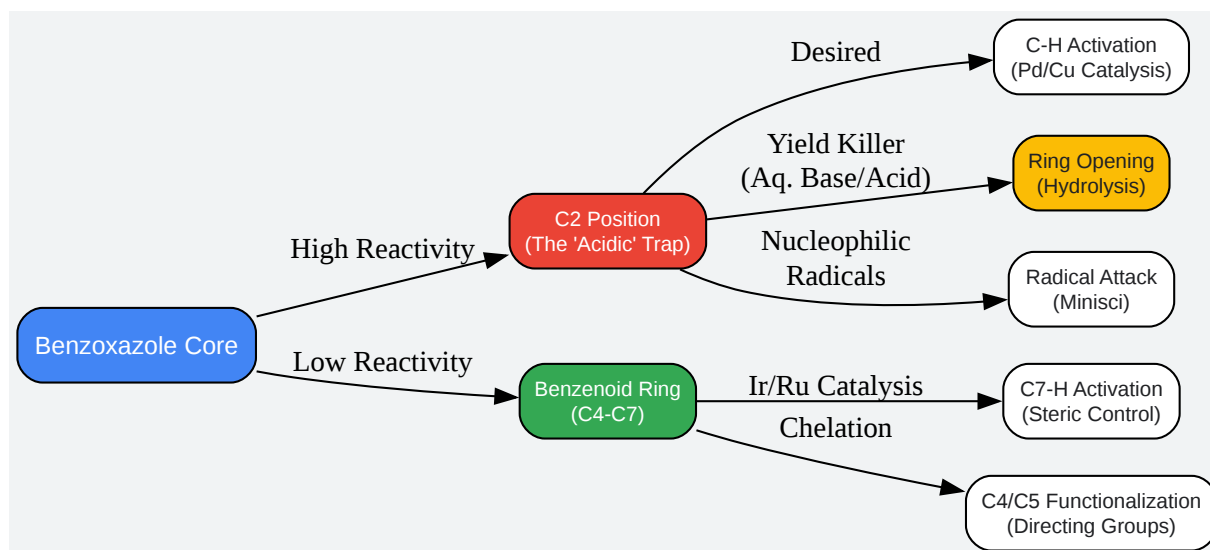 Desired
C-H Activation
(Pd/Cu Catalysis)
Yield Killer
(Aq. Base/Acid)
Ring Opening
(Hydrolysis)
C2 Position
(The 'Acidic' Trap)
High Reactivity
Nucleophilic
Radicals
Radical Attack
(Minisci)
Benzoxazole Core
Low Reactivity
Benzenoid Ring
(C4-C7)
Ir/Ru Catalysis
C7-H Activation
(Steric Control)
Chelation
C4/C5 Functionalization
(Directing Groups)